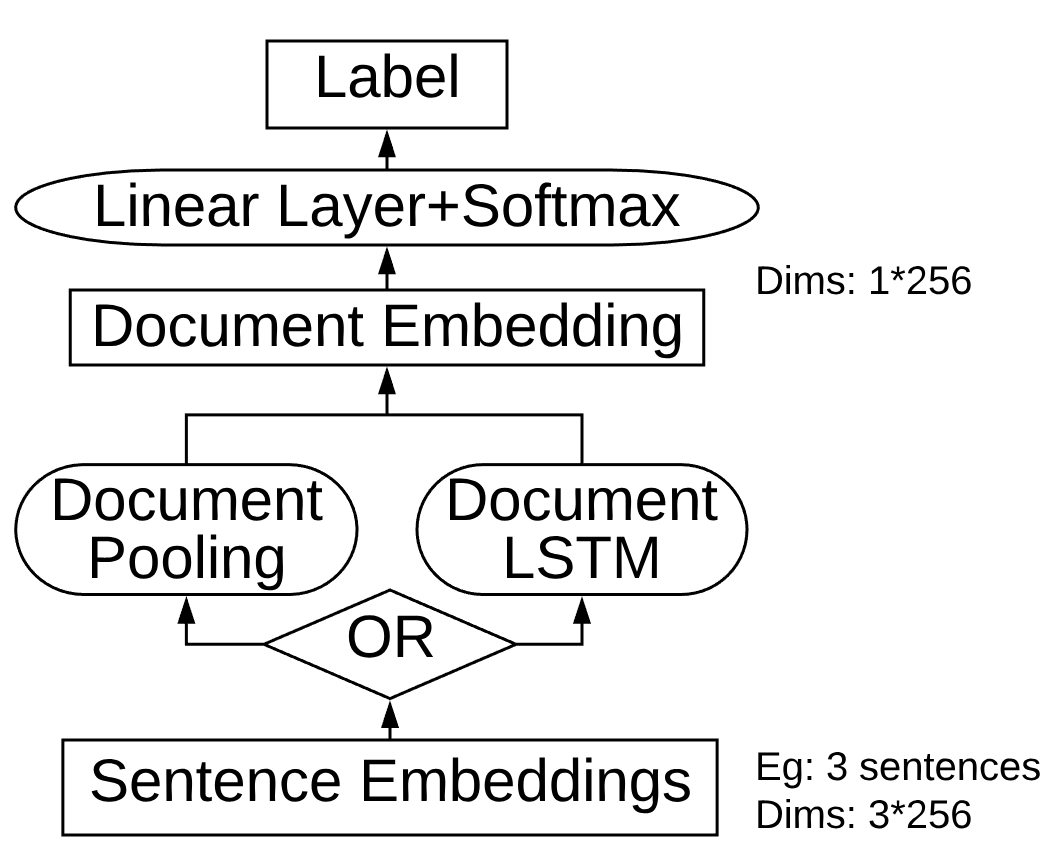 Label
Linear Layer+Softmax
Dims: 1*256
Document Embedding
Document
Pooling
Document
LSTM
OR
Sentence Embeddings
Eg: 3 sentences
Dims: 3*256